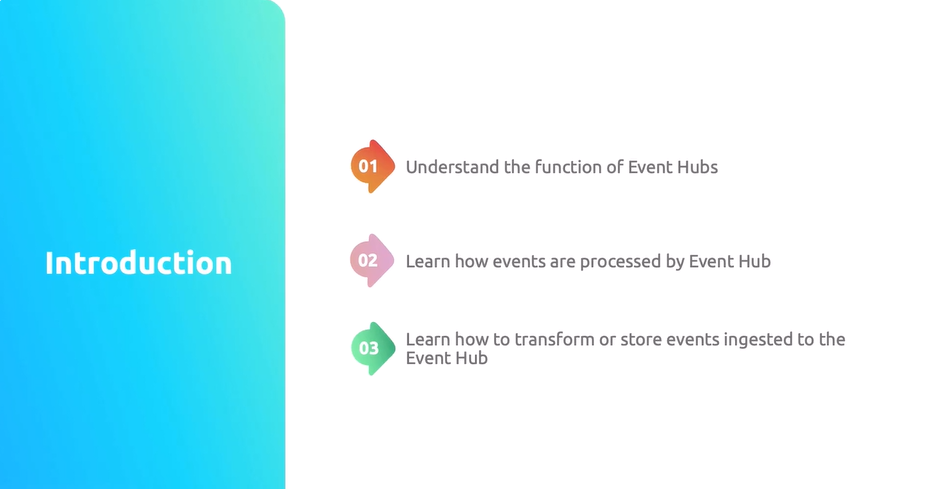 Introduction
01
Understand the function of Event Hubs
02
Learn how events are processed by Event Hub
03
Learn how to transform or store events ingested to the
Event Hub